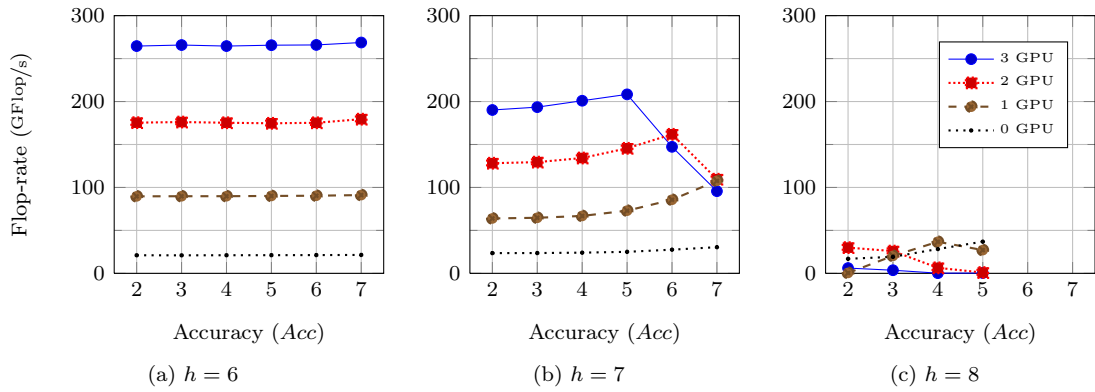 300
200
100
0
2 3 4 5 6 7
Flop-rate (GFlop/s)
Accuracy (Acc)
(a) h = 6
300
200
100
0
2 3 4 5 6 7
Accuracy (Acc)
(b) h = 7
300
200
100
0
2 3 4 5 6 7
3 GPU
2 GPU
1 GPU
0 GPU
Accuracy (Acc)
(c) h = 8